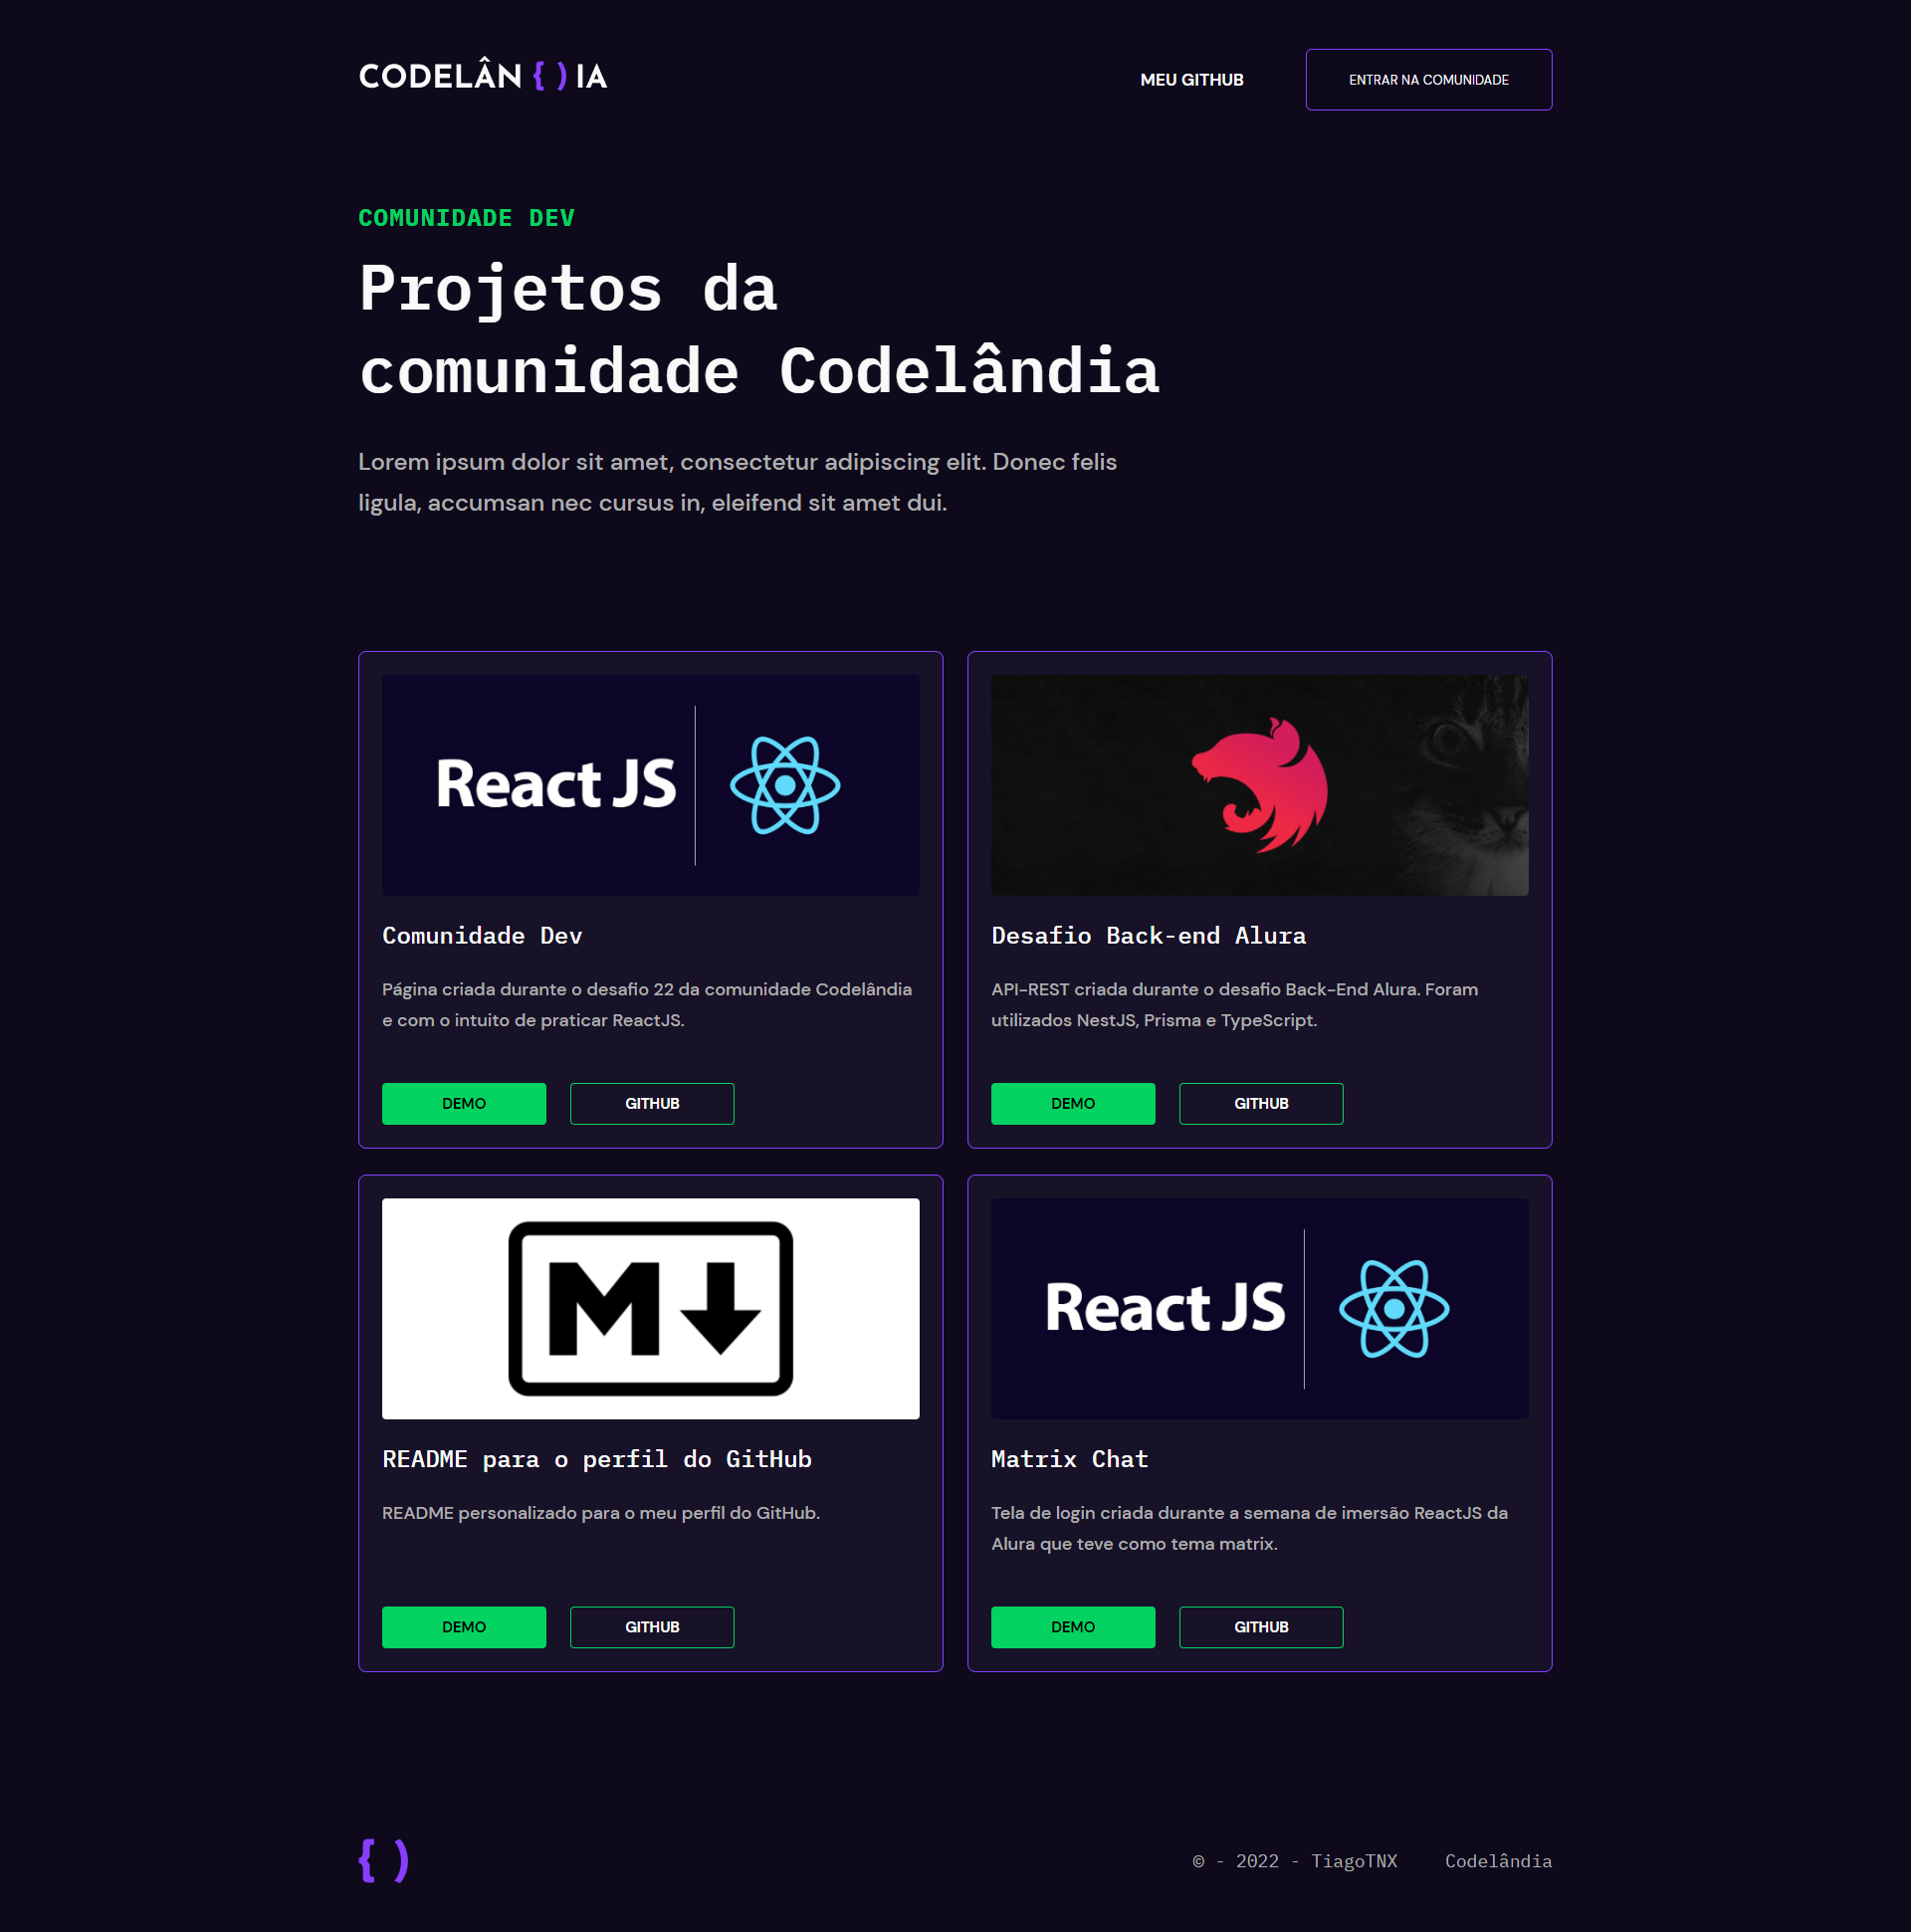 CODELÂN { ) IA
MEU GITHUB
ENTRAR NA COMUNIDADE
COMUNIDADE DEV
Projetos da
comunidade Codelândia
Lorem ipsum dolor sit amet, consectetur adipiscing elit. Donec felis
ligula, accumsan nec cursus in, eleifend sit amet dui.
React JS
Comunidade Dev
Página criada durante o desafio 22 da comunidade Codelândia
e com o intuito de praticar ReactJS.
DEMO
GITHUB
Desafio Back-end Alura
API-REST criada durante o desafio Back-End Alura. Foram
utilizados NestJS, Prisma e TypeScript.
DEMO
GITHUB
M
README para o perfil do GitHub
README personalizado para o meu perfil do GitHub.
DEMO
GITHUB
React JS
Matrix Chat
Tela de login criada durante a semana de imersão ReactJS da
Alura que teve como tema matrix.
DEMO
GITHUB
{ )
© - 2022 - TiagoTNX
Codelândia